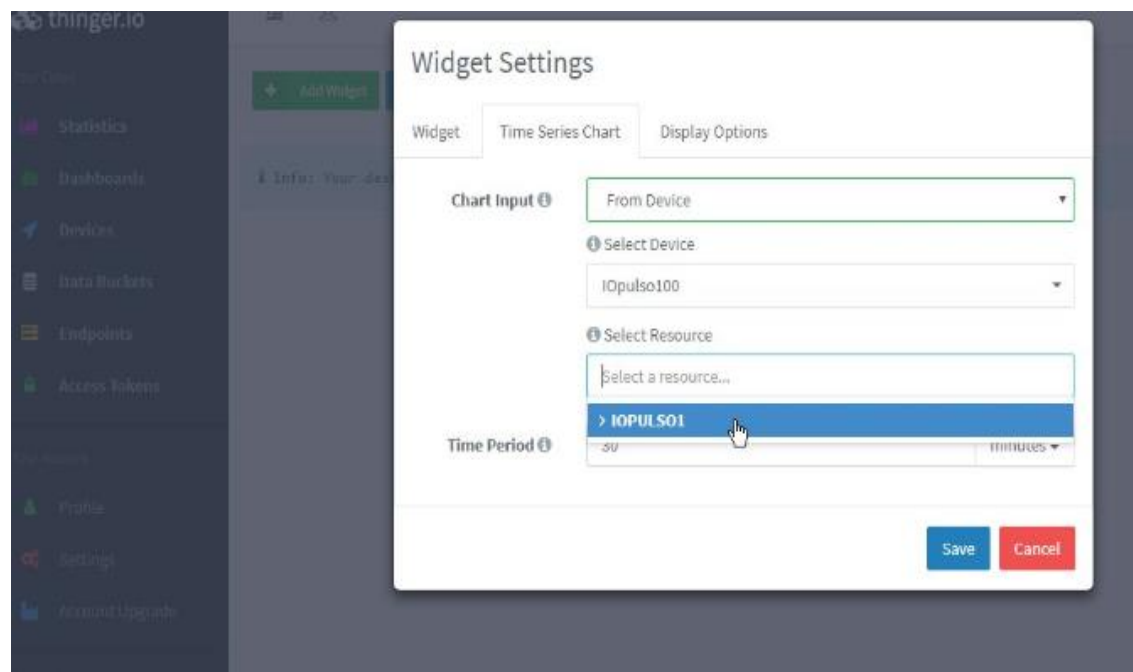 thinger.io
Statistics
Dashboards
Devices
Data Buckets
Endpoints
Access Tokens
Profile
Settings
Account Upgrade
Add Widget
Info: Your
Widget Settings
Widget Time Series Chart Display Options
Chart Input
From Device
Select Device
IOpulso100
Select Resource
Select a resource...
> IOPULSO1
Time Period
30 minutes
Save Cancel